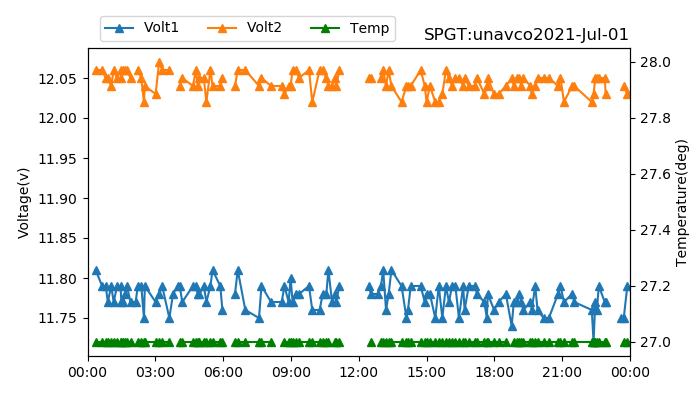 Volt1 Volt2 Temp
SPGT:unavco2021-Jul-01
12.05
12.00
11.95
11.90
11.85
11.80
11.75
Voltage(v)
28.0
27.8
27.6
27.4
27.2
27.0
Temperature(deg)
00:00 03:00 06:00 09:00 12:00 15:00 18:00 21:00 00:00